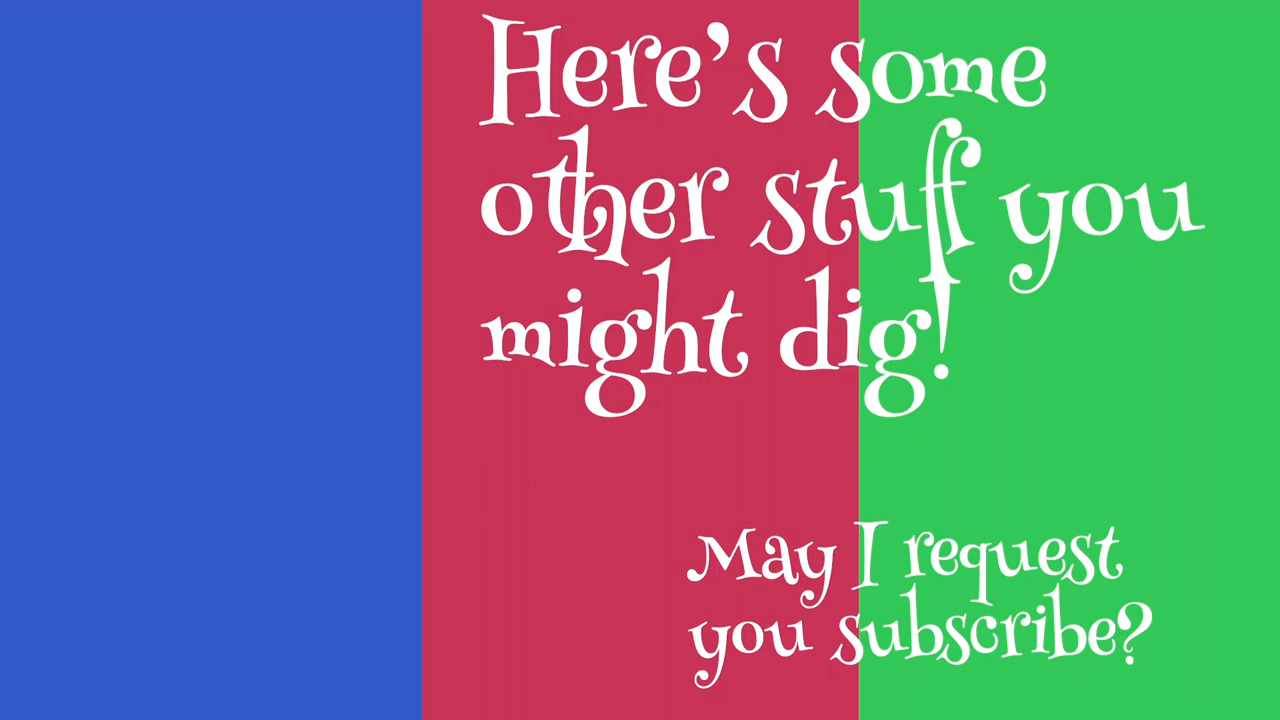 Here's some
other stuff you
might dig!
May I request
you subscribe?